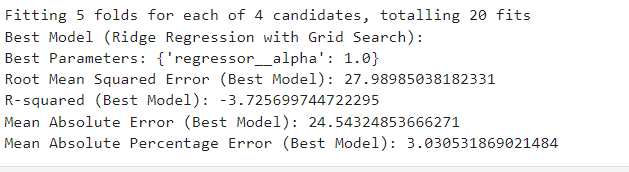 Fitting 5 folds for each of 4 candidates, totalling 20 fits
Best Model (Ridge Regression with Grid Search):
Best Parameters: {'regressor__alpha': 1.0}
Root Mean Squared Error (Best Model): 27.98985038182331
R-squared (Best Model): -3.725699744722295
Mean Absolute Error (Best Model): 24.54324853666271
Mean Absolute Percentage Error (Best Model): 3.030531869021484